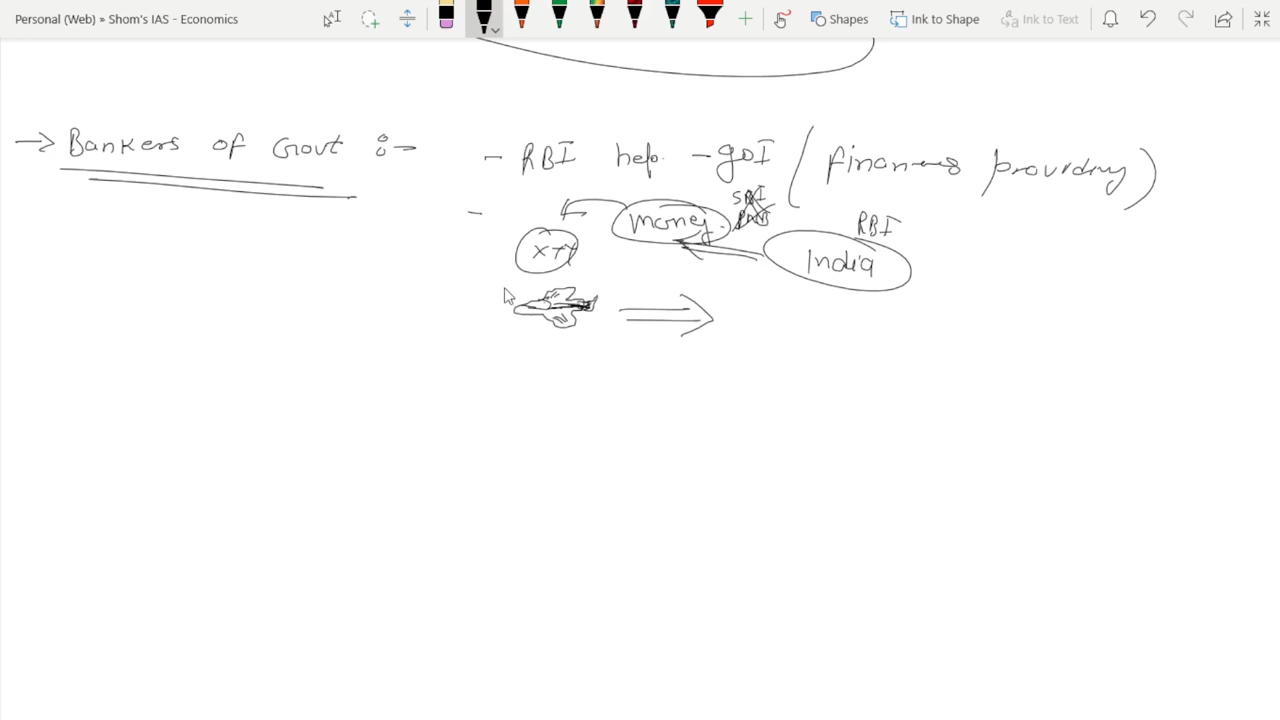 Personal (Web) » Shom's IAS - Economics
Shapes
Ink to Shape
Ink to Text
→ Bankers of Govt :-
- RBI help - GOI (finances providing)
- money SBI
RBI
X+Y
India